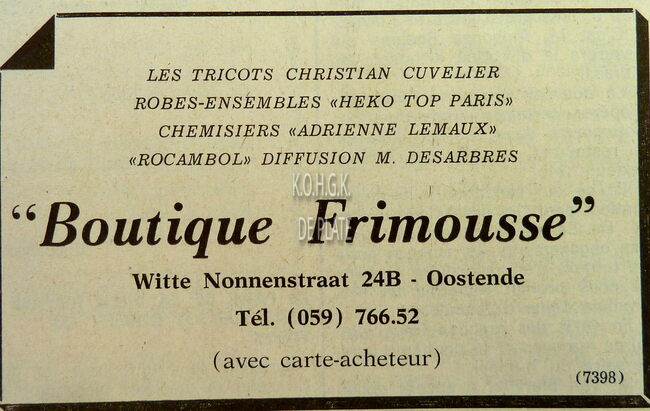 LES TRICOTS CHRISTIAN CUVELIER
ROBES-ENSEMBLES «HEKO TOP PARIS»
CHEMISIERS «ADRIENNE LEMAUX»
«ROCAMBOL» DIFFUSION M. DESARBRES
K.O.H.G.K.
DE PLATE
“Boutique Frimousse”
Witte Nonnenstraat 24B - Oostende
Tél. (059) 766.52
(avec carte-acheteur)
(7398)